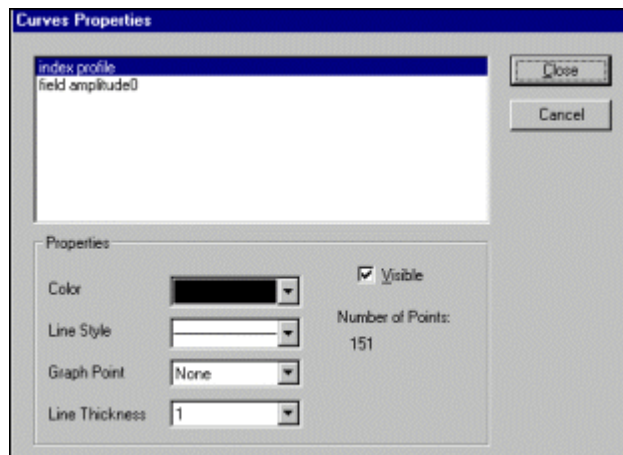 Curves Properties
index profile
field amplitude0
Close
Cancel
Properties
Color
Visible
Line Style
Number of Points:
151
Graph Point
None
Line Thickness
1